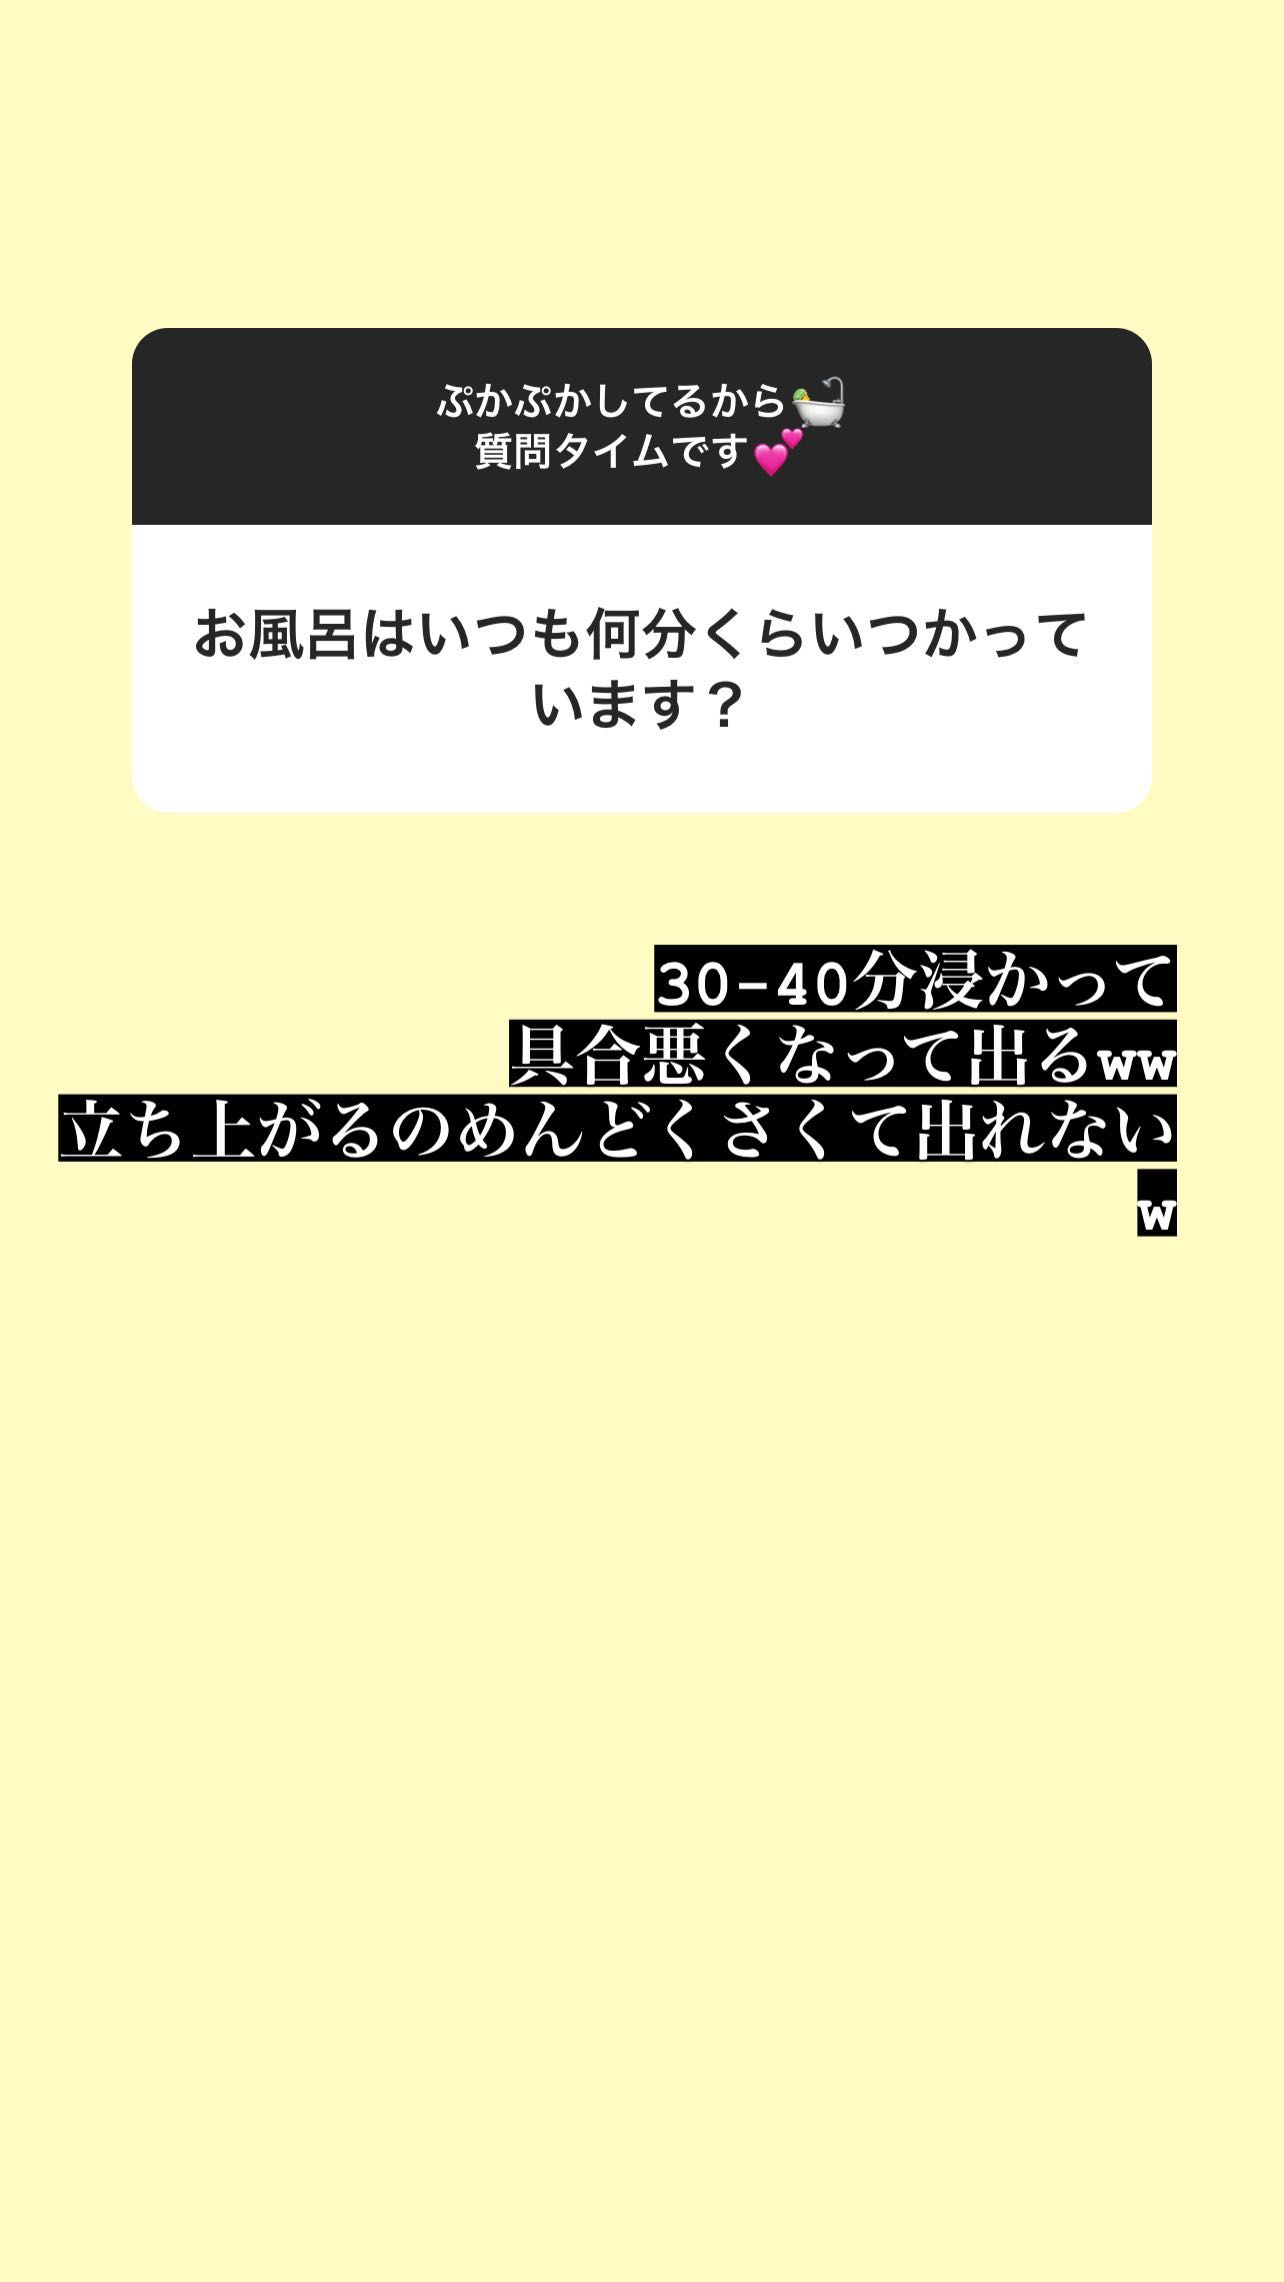 ぷかぷかしてるから🛀
質問タイムです💕
お風呂はいつも何分くらいつかって
います？
30-40分浸かって
具合悪くなって出るww
立ち上がるのめんどくさくて出れない
w